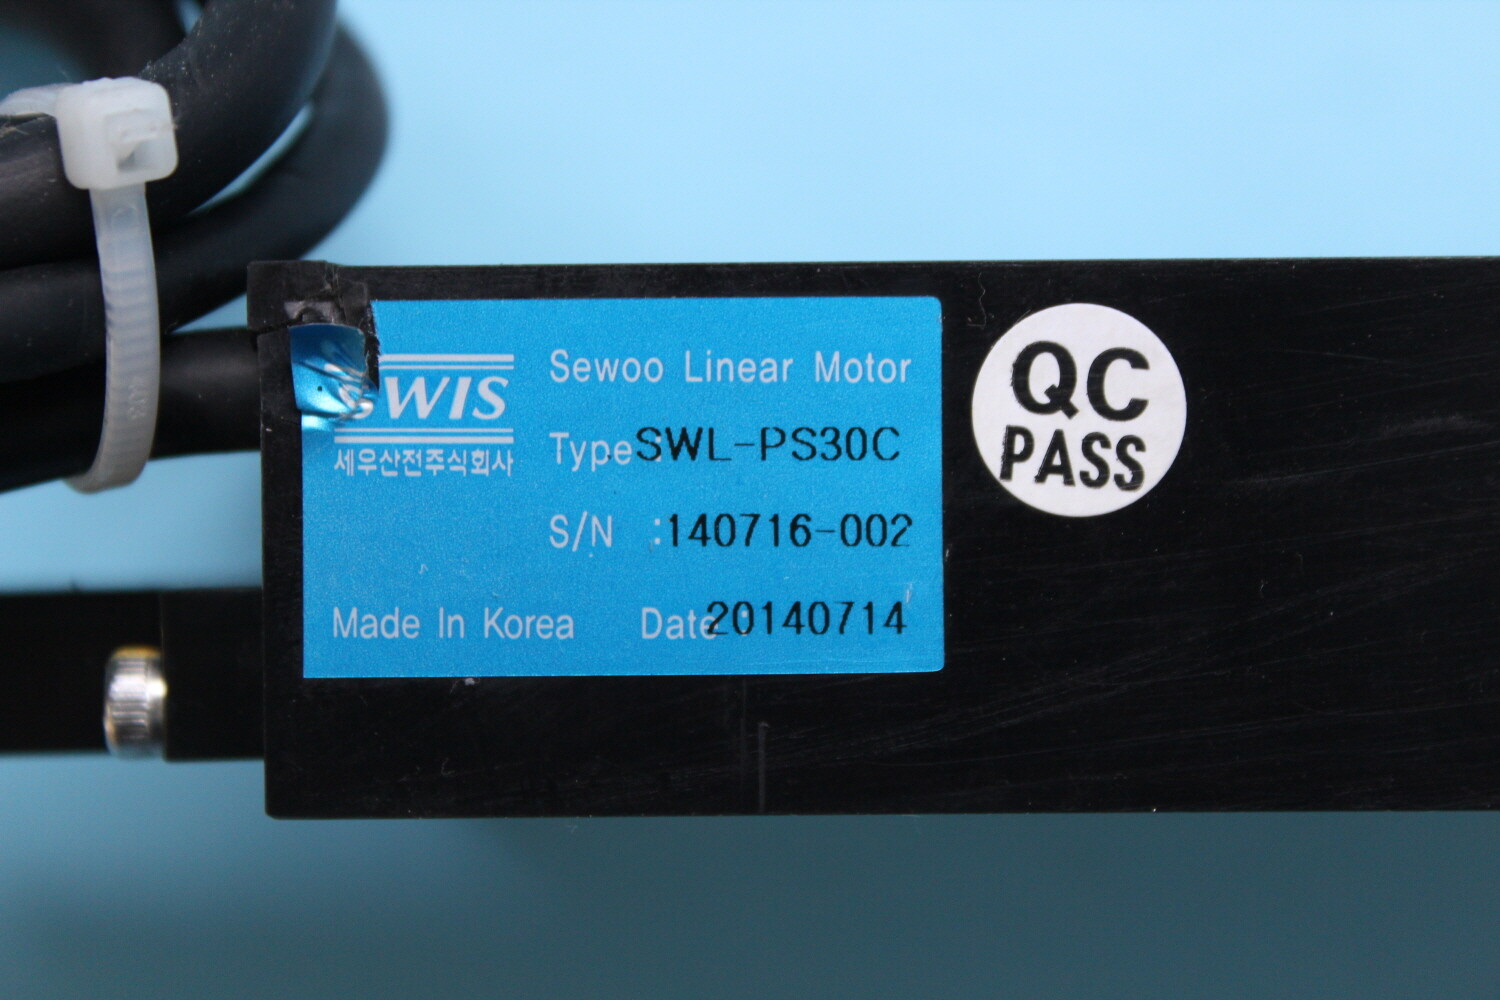 SWIS
세우산전주식회사
Sewoo Linear Motor
Type : SWL-PS30C
S/N : 140716-002
Made In Korea Date : 20140714
QC
PASS